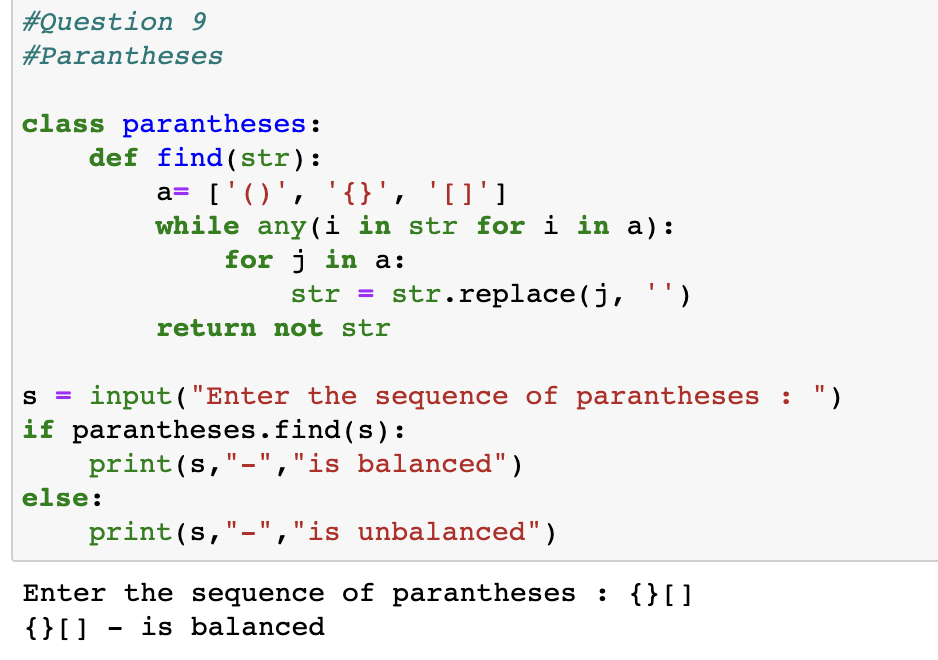 #Question 9
#Parantheses
class parantheses:
    def find(str):
        a= ['()', '{}', '[]']
        while any(i in str for i in a):
            for j in a:
                str = str.replace(j, '')
        return not str
s = input("Enter the sequence of parantheses : ")
if parantheses.find(s):
    print(s,"-","is balanced")
else:
    print(s,"-","is unbalanced")
Enter the sequence of parantheses : {}[]
{}[] - is balanced